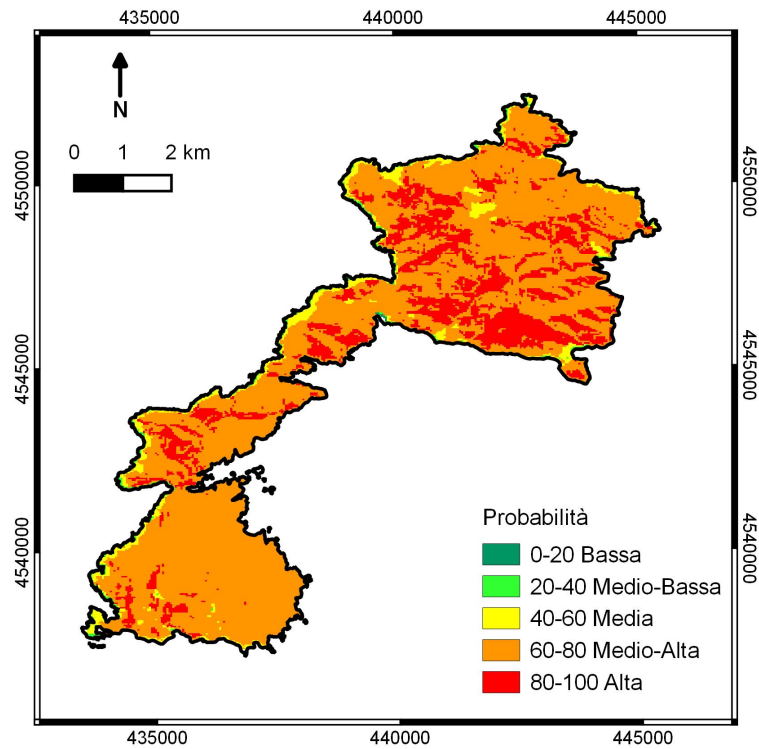 435000 440000 445000
N
0 1 2 km
4550000 4550000
4545000 4545000
4540000 4540000
Probabilità
0-20 Bassa
20-40 Medio-Bassa
40-60 Media
60-80 Medio-Alta
80-100 Alta
435000 440000 445000